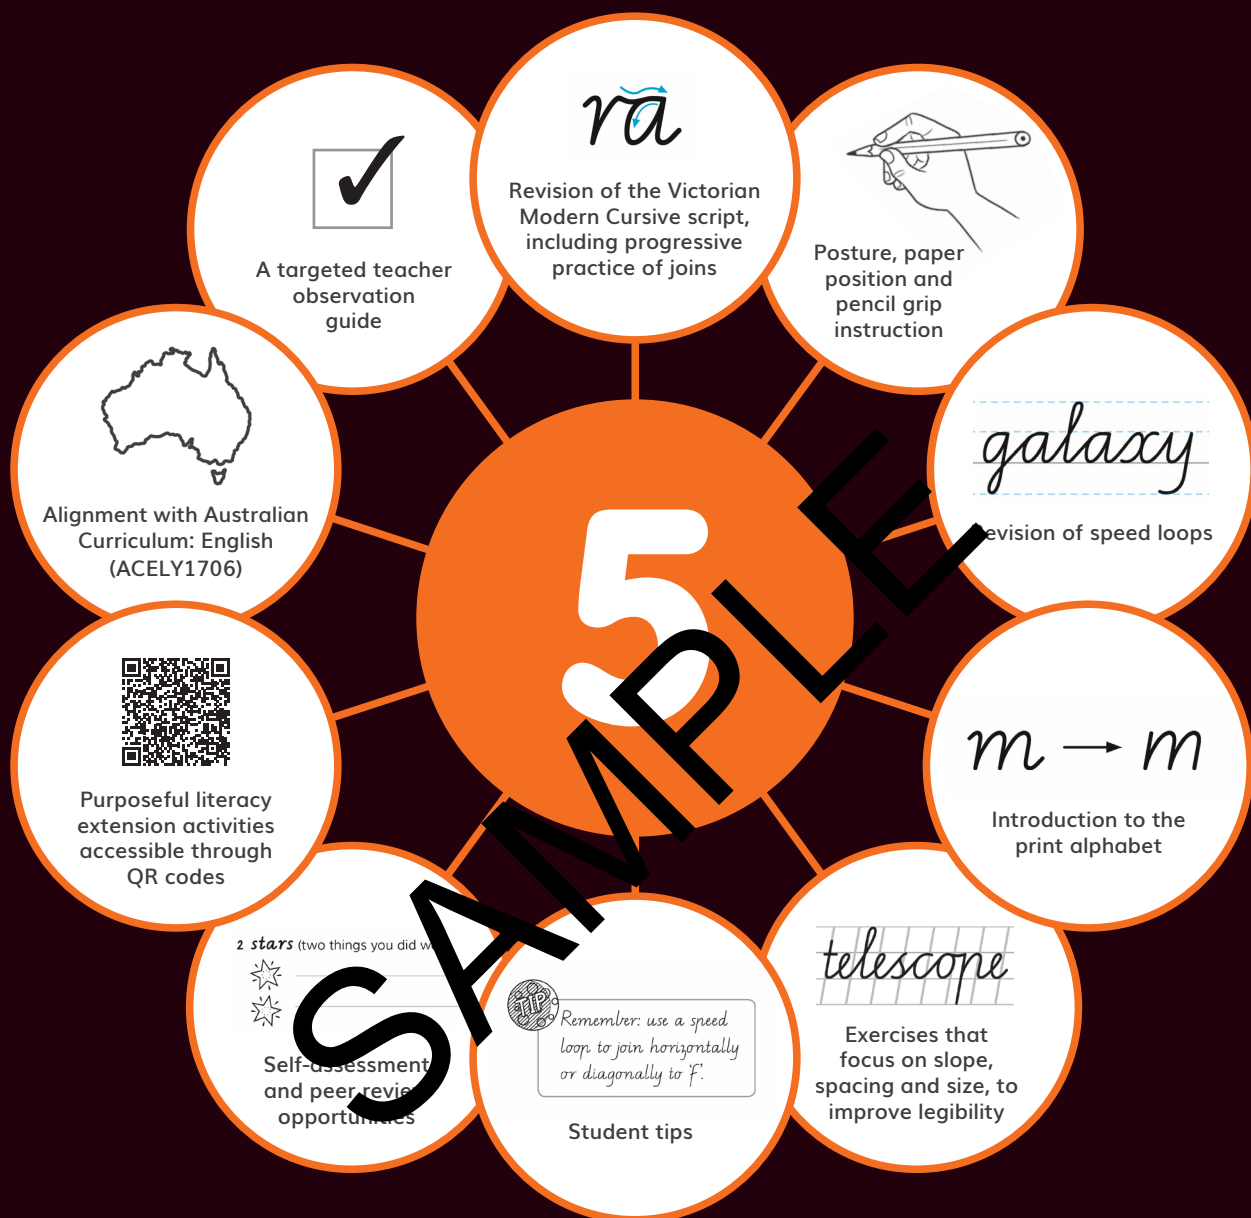 ra
Revision of the Victorian
Modern Cursive script,
including progressive
practice of joins
Posture, paper
position and
pencil grip
instruction
galaxy
Revision of speed loops
m → m
Introduction to the
print alphabet
telescope
Exercises that
focus on slope,
spacing and size, to
improve legibility
TIP
Remember: use a speed
loop to join horizontally
or diagonally to 'f'.
Student tips
2 stars (two things you did
Self-assessment
and peer review
opportunities
Purposeful literacy
extension activities
accessible through
QR codes
Alignment with Australian
Curriculum: English
(ACELY1706)
A targeted teacher
observation
guide
5
SAMPLE